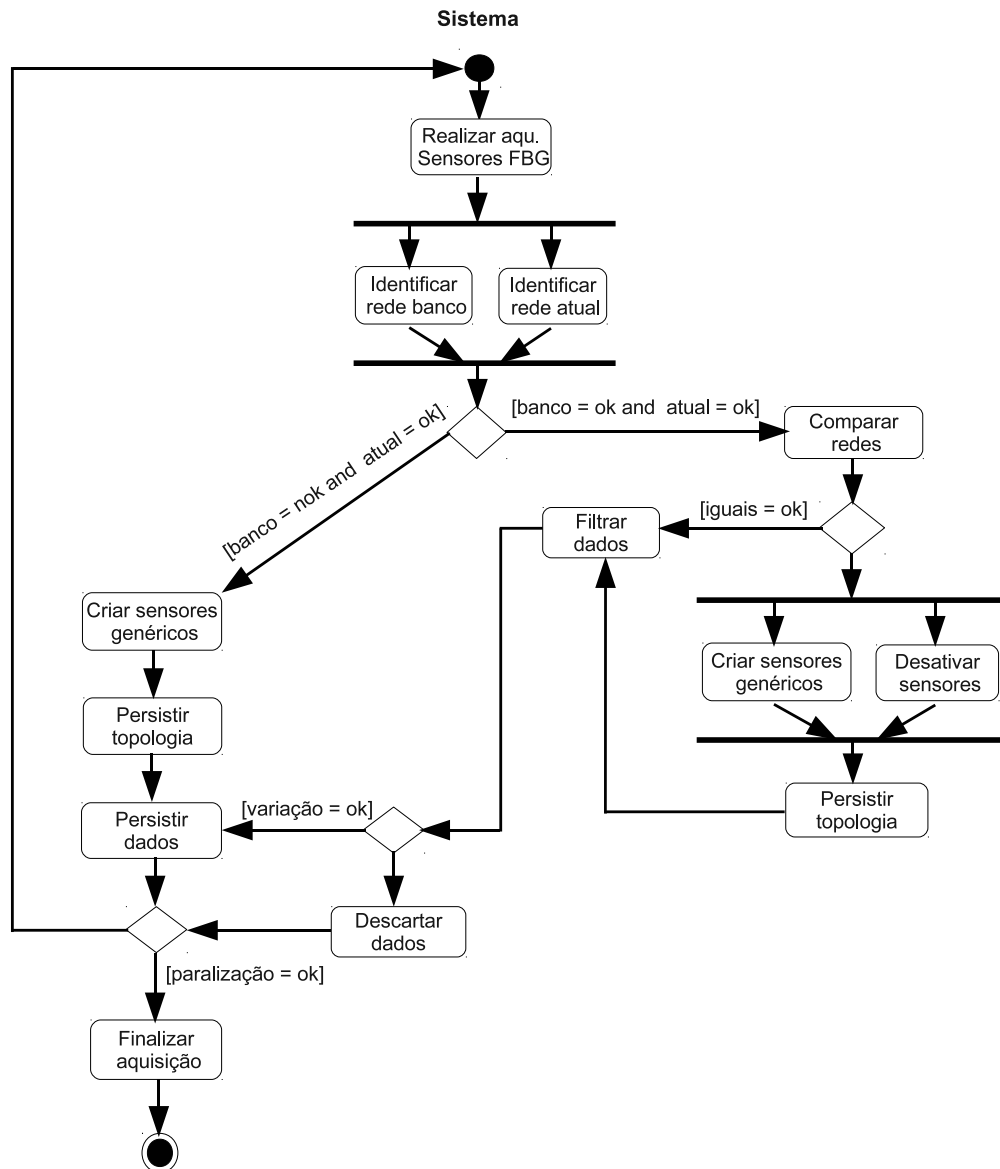 Sistema
Realizar aqu.
Sensores FBG
Identificar
rede banco
Identificar
rede atual
[banco = ok and atual = ok]
[banco = nok and atual = ok]
Comparar
redes
[iguais = ok]
Filtrar
dados
Criar sensores
genéricos
Criar sensores
genéricos
Desativar
sensores
Persistir
topologia
Persistir
topologia
Persistir
dados
[variação = ok]
Descartar
dados
[paralização = ok]
Finalizar
aquisição